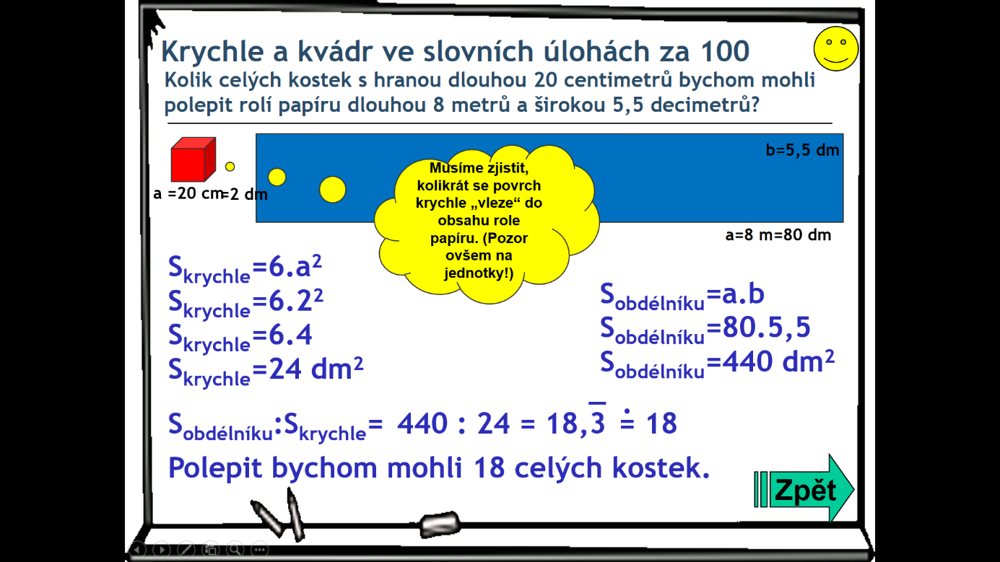 Krychle a kvádr ve slovních úlohách za 100
Kolik celých kostek s hranou dlouhou 20 centimetrů bychom mohli
polepit rolí papíru dlouhou 8 metrů a širokou 5,5 decimetrů?
b=5,5 dm
a =20 cm=2 dm
Musíme zjistit,
kolikrát se povrch
krychle „vleze“ do
obsahu role
papíru. (Pozor
ovšem na
jednotky!)
a=8 m=80 dm
Skrychle=6.a²
Skrychle=6.2²
Skrychle=6.4
Skrychle=24 dm²
Sobdélníku=a.b
Sobdélníku=80.5,5
Sobdélníku=440 dm²
Sobdélníku:Skrychle= 440 : 24 = 18,3̅ ≐ 18
Polepit bychom mohli 18 celých kostek.
Zpět